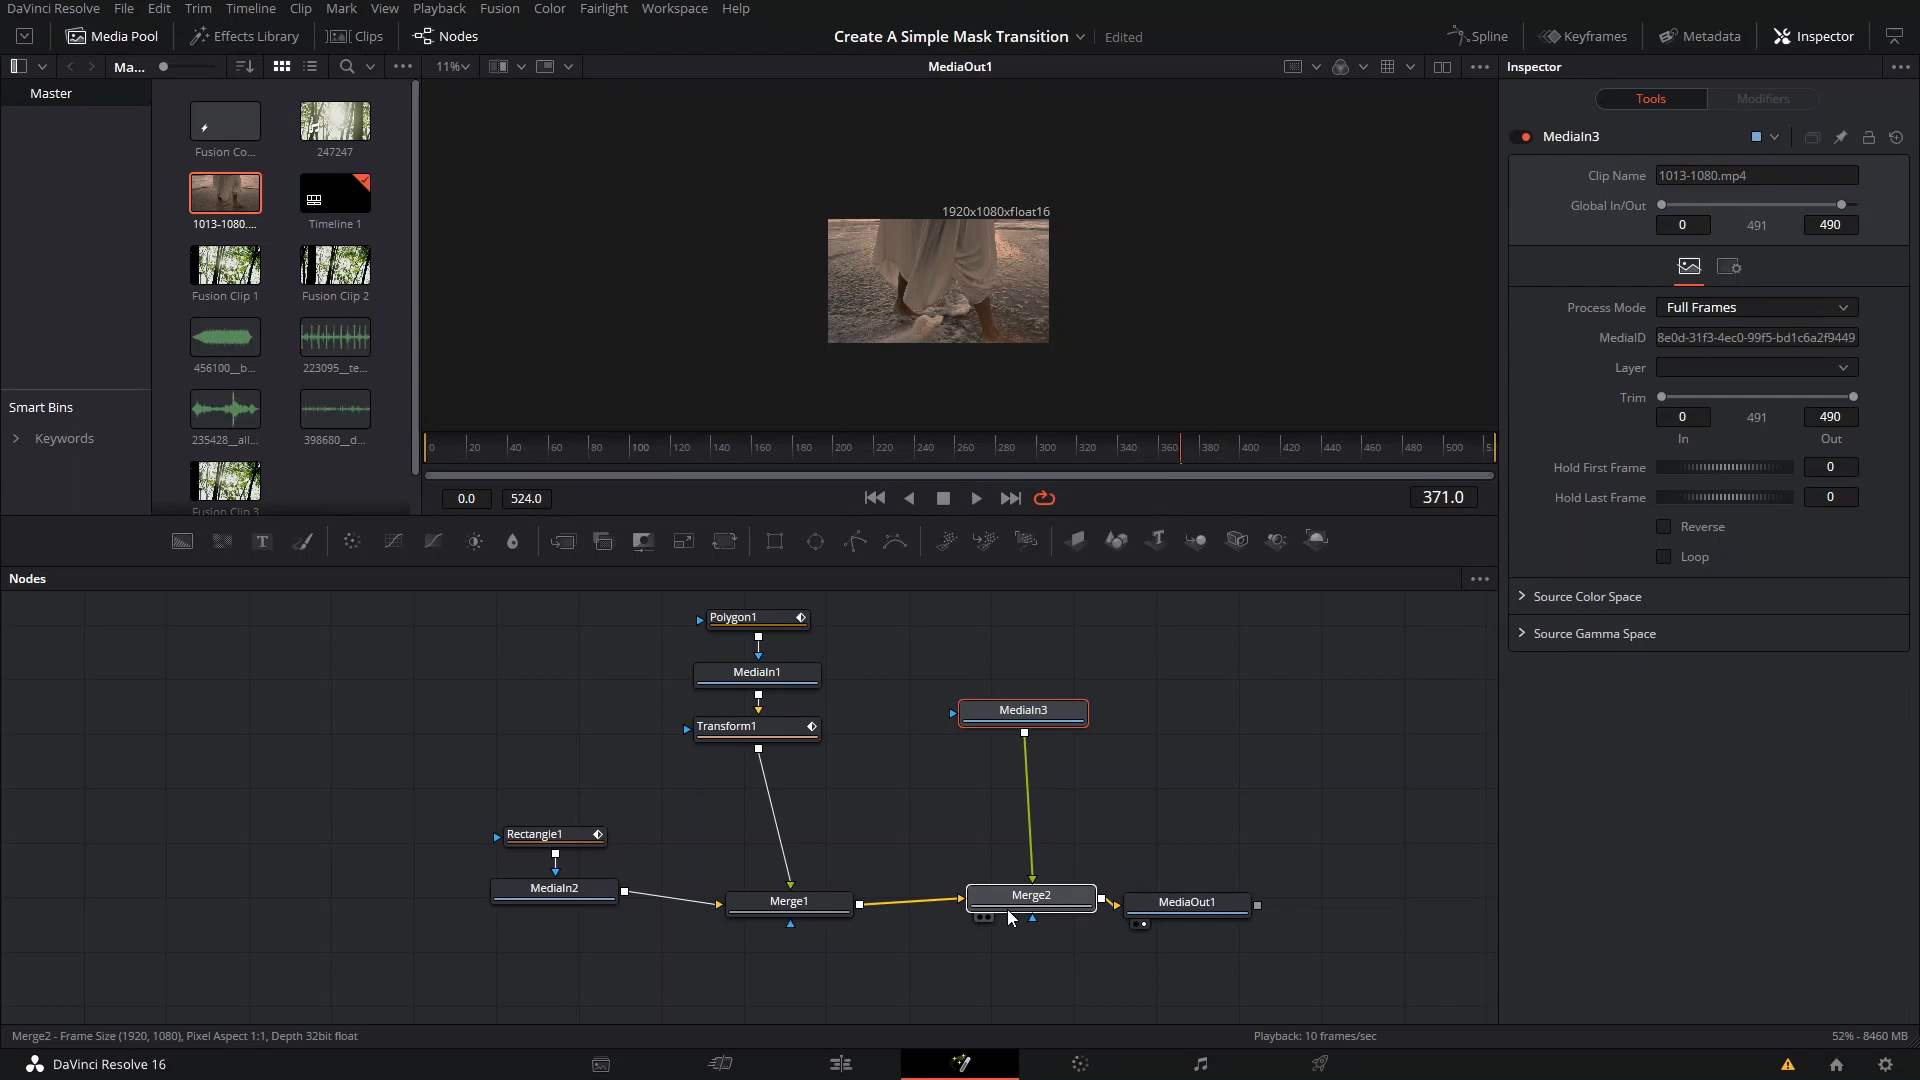 DaVinci Resolve File Edit Trim Timeline Clip Mark View Playback Fusion Color Fairlight Workspace Help
Media Pool Effects Library Clips Nodes Create A Simple Mask Transition Edited Spline Keyframes Metadata Inspector
Ma... 11% MediaOut1 Inspector
Master
Tools Modifiers
MediaIn3
Fusion Co... 247247
Clip Name 1013-1080.mp4
Global In/Out
0 491 490
1013-1080.... Timeline 1
1920x1080xfloat16
Fusion Clip 1 Fusion Clip 2
Process Mode Full Frames
MediaID 8e0d-31f3-4ec0-99f5-bd1c6a2f9449
Layer
456100__b... 223095__te...
Trim
0 491 490
In Out
Smart Bins
Keywords
235428__all... 398680__d...
0 20 40 60 80 100 120 140 160 180 200 220 240 260 280 300 320 340 360 380 400 420 440 460 480 500
Hold First Frame 0
Hold Last Frame 0
Fusion Clip 3
0.0 524.0 371.0
Reverse
Loop
Nodes
Source Color Space
Source Gamma Space
Polygon1
MediaIn1
Transform1
MediaIn3
Rectangle1
MediaIn2
Merge1
Merge2
MediaOut1
Merge2 - Frame Size (1920, 1080), Pixel Aspect 1:1, Depth 32bit float Playback: 10 frames/sec 52% - 8460 MB
DaVinci Resolve 16